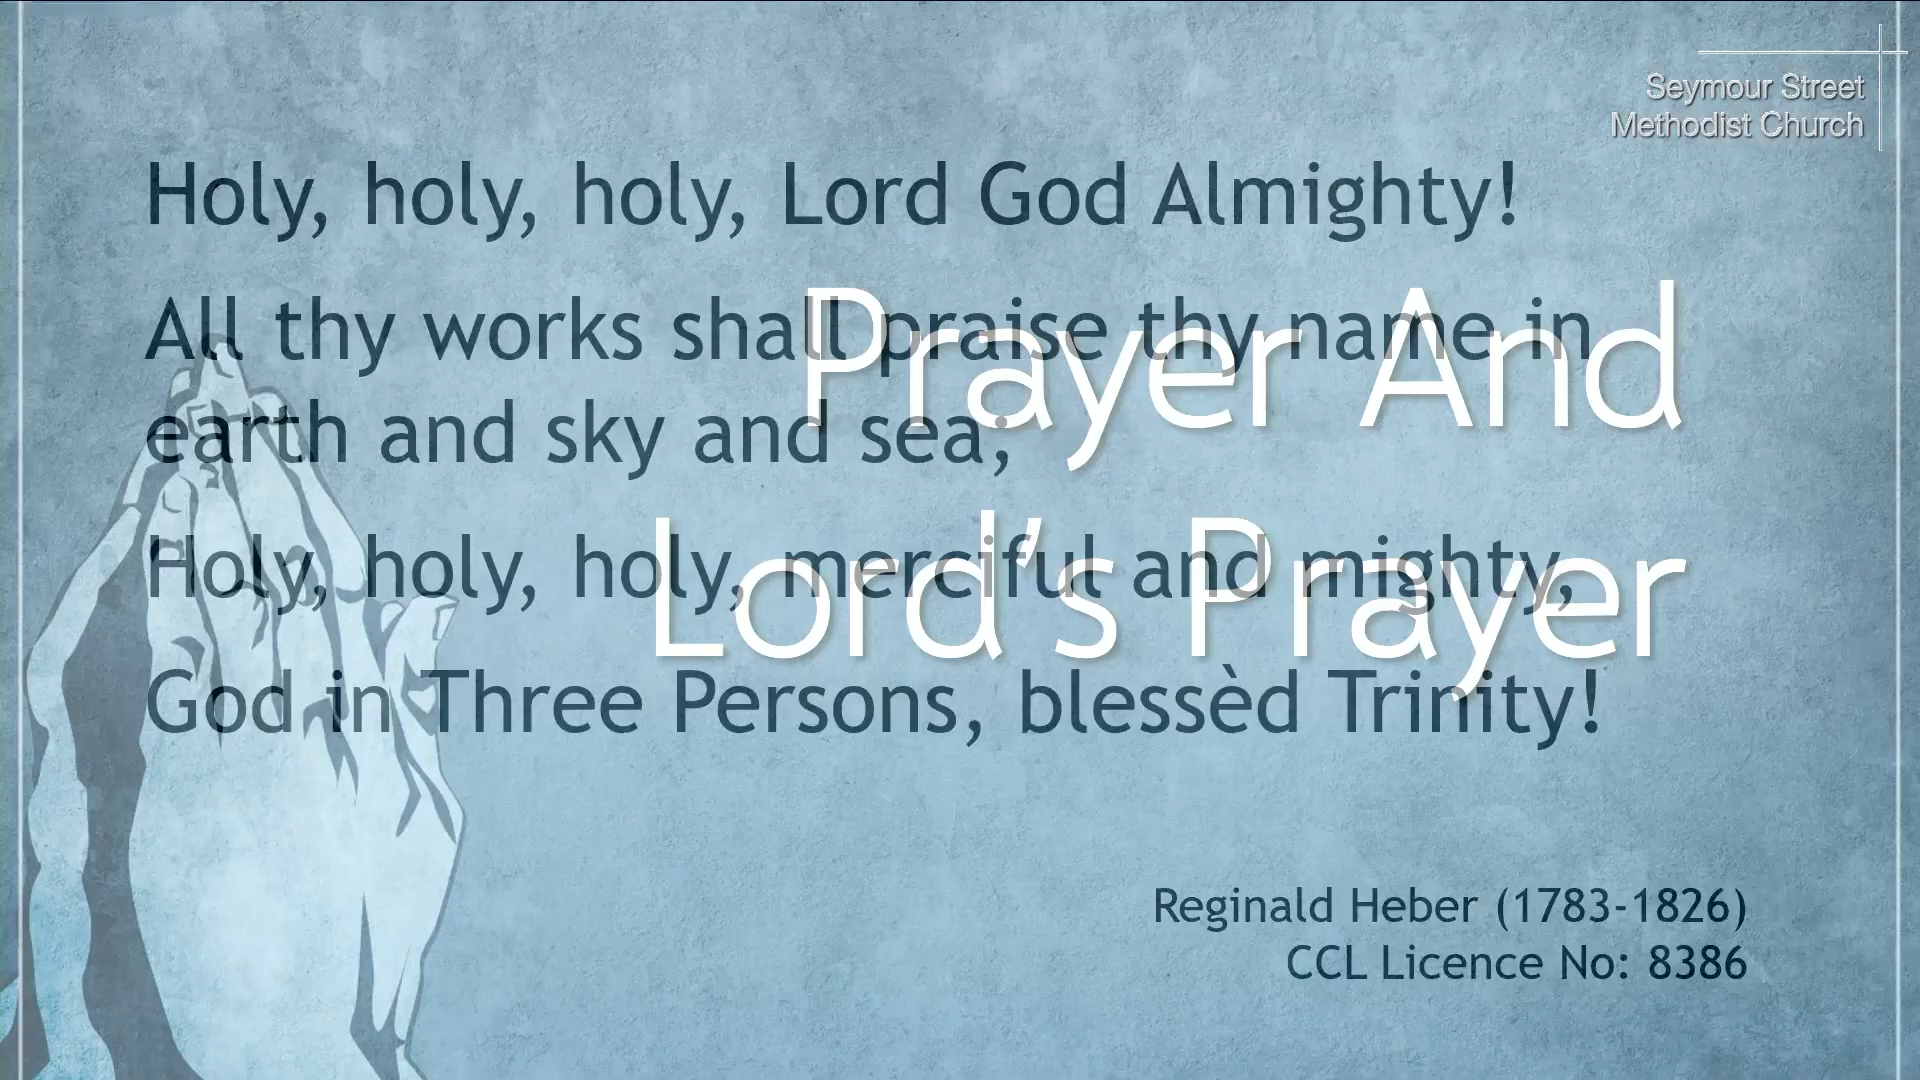 Seymour Street
Methodist Church
Holy, holy, holy, Lord God Almighty!
All thy works shall praise thy name in
earth and sky and sea;
Holy, holy, holy, merciful and mighty,
God in Three Persons, blessèd Trinity!
Prayer And
Lord’s Prayer
Reginald Heber (1783-1826)
CCL Licence No: 8386